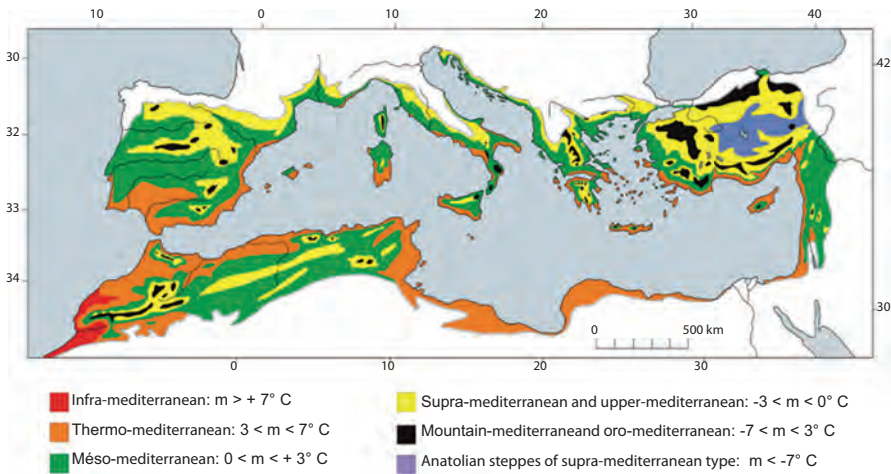 10 0 10 20 30 40
30
42
32
33
34
30
0 500 km
0 10 20 30
Infra-mediterranean: m > + 7° C
Thermo-mediterranean: 3 < m < 7° C
Méso-mediterranean: 0 < m < + 3° C
Supra-mediterranean and upper-mediterranean: -3 < m < 0° C
Mountain-mediterraneand oro-mediterranean: -7 < m < 3° C
Anatolian steppes of supra-mediterranean type: m < -7° C